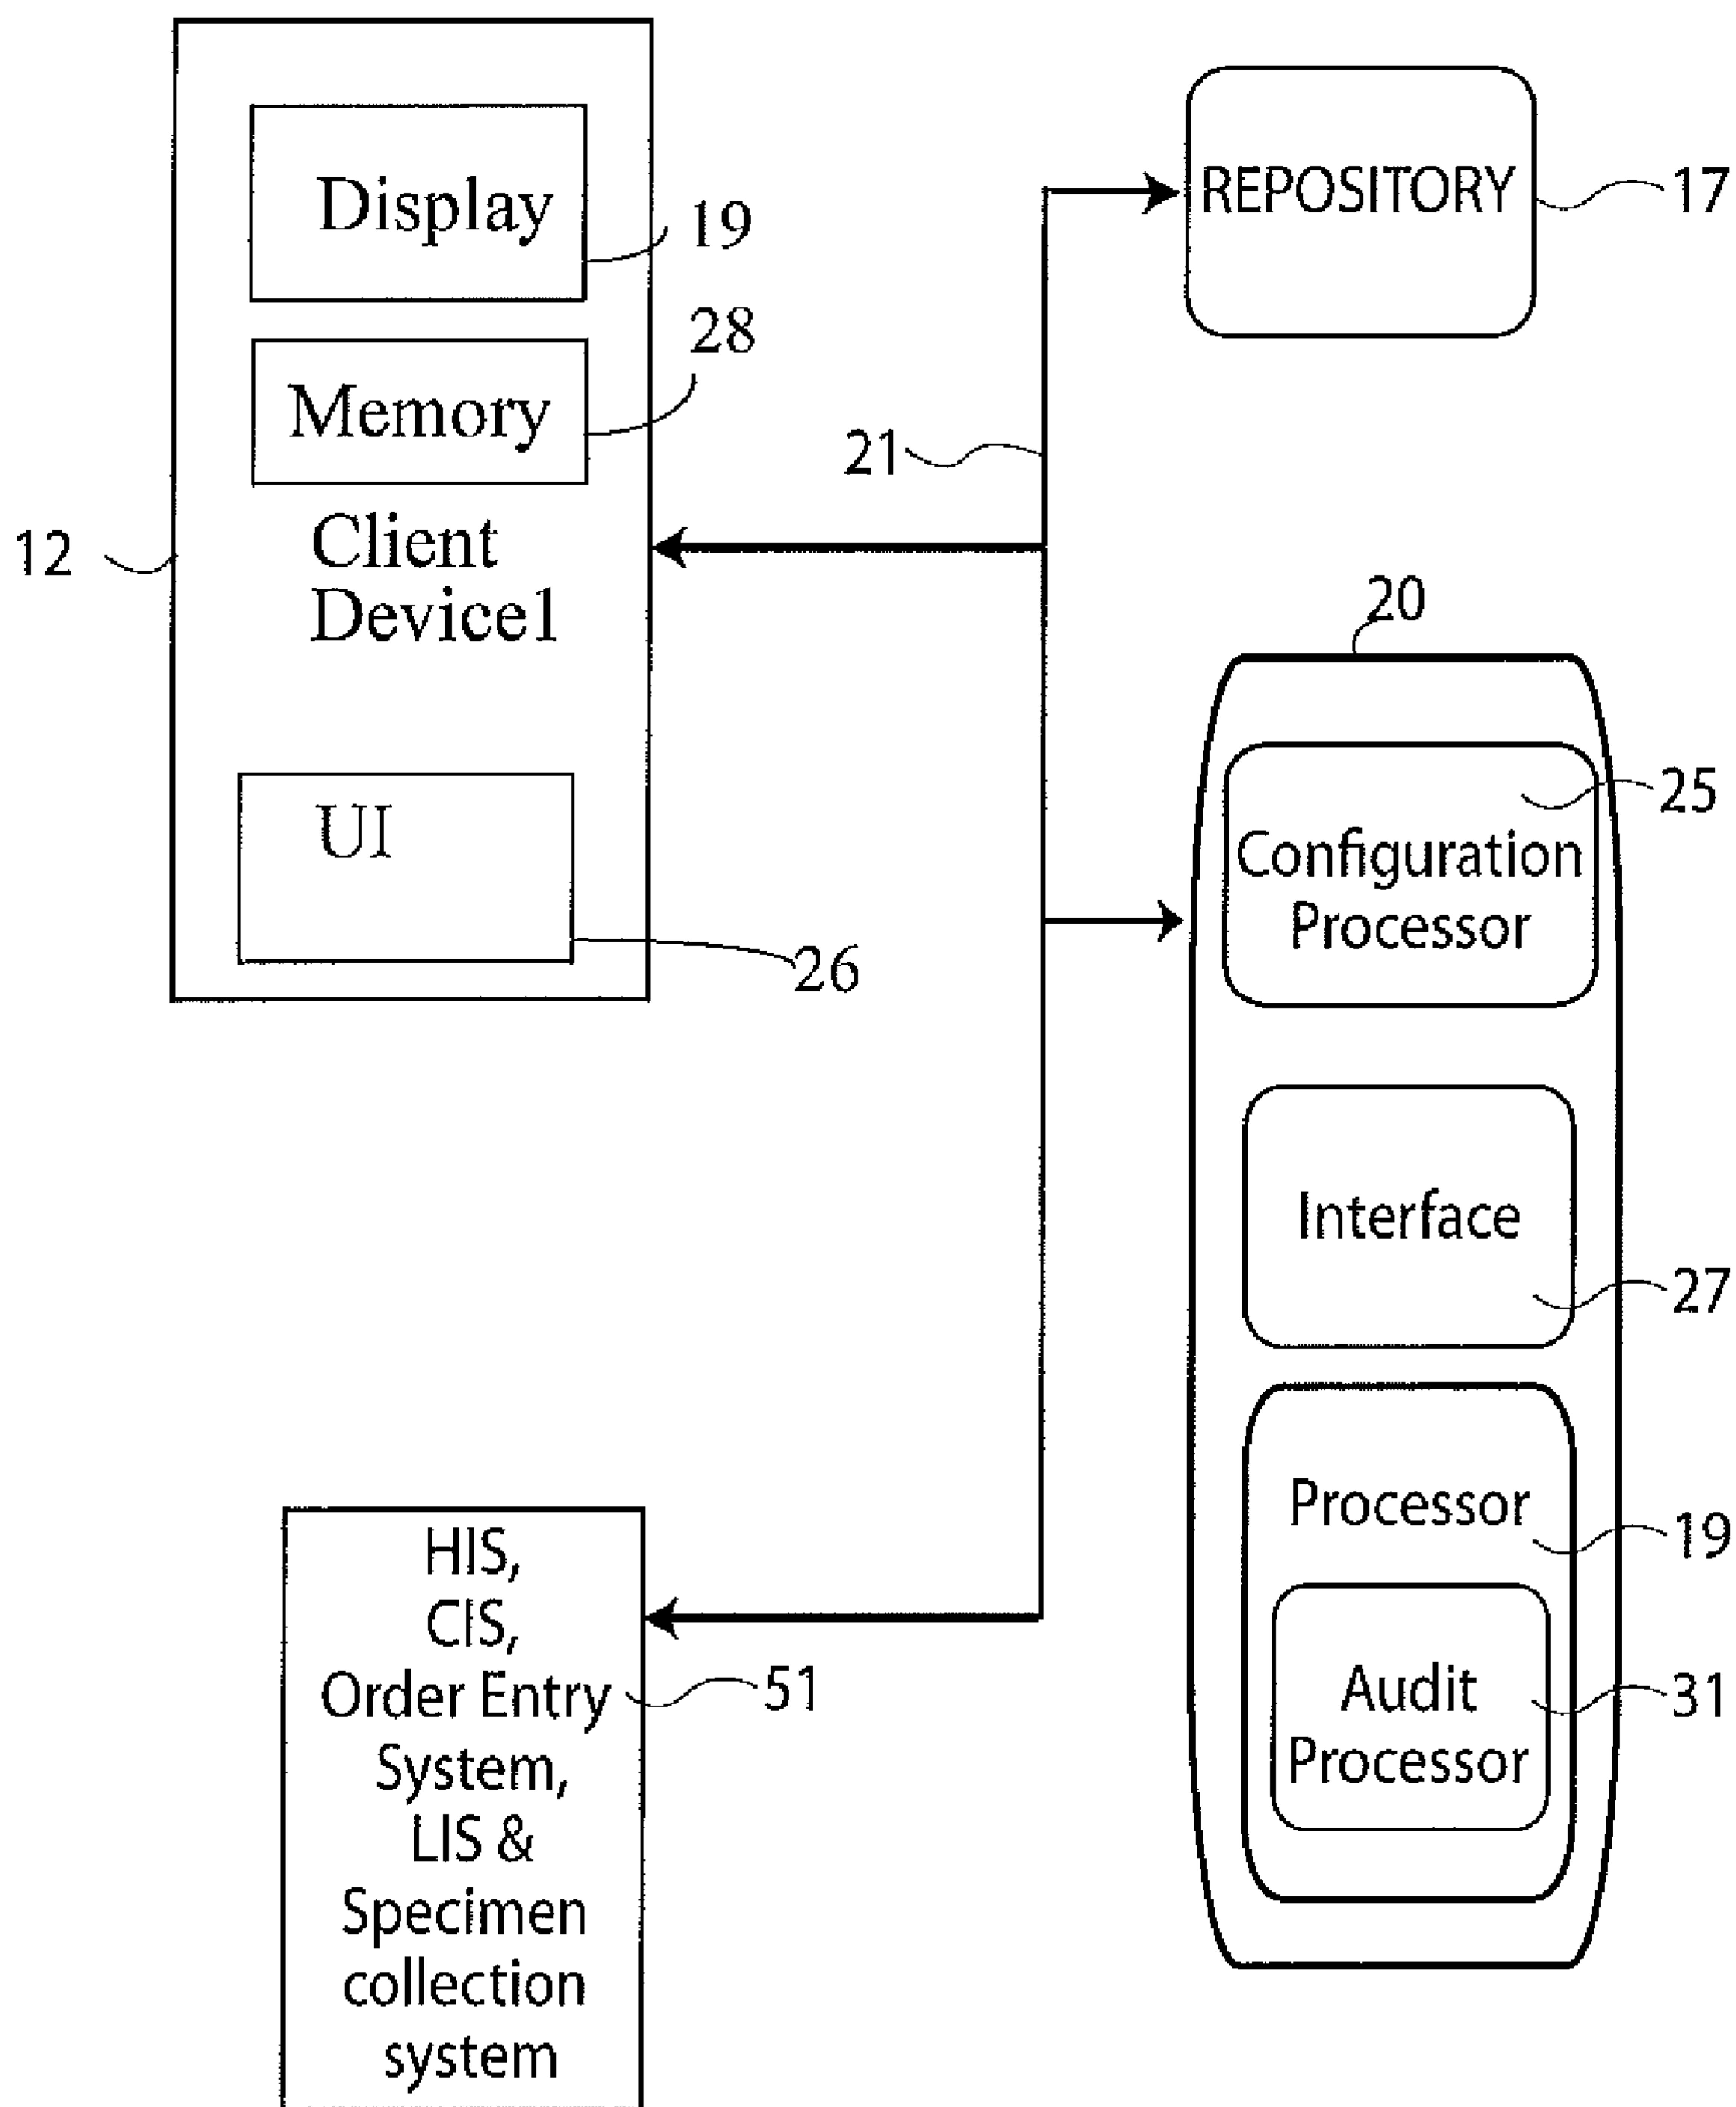 Display
19
Memory
28
Client
Device1
12
UI
26
21
REPOSITORY
17
20
25
Configuration
Processor
Interface
27
Processor
19
Audit
Processor
31
HIS,
CIS,
Order Entry
System,
LIS &
Specimen
collection
system
51